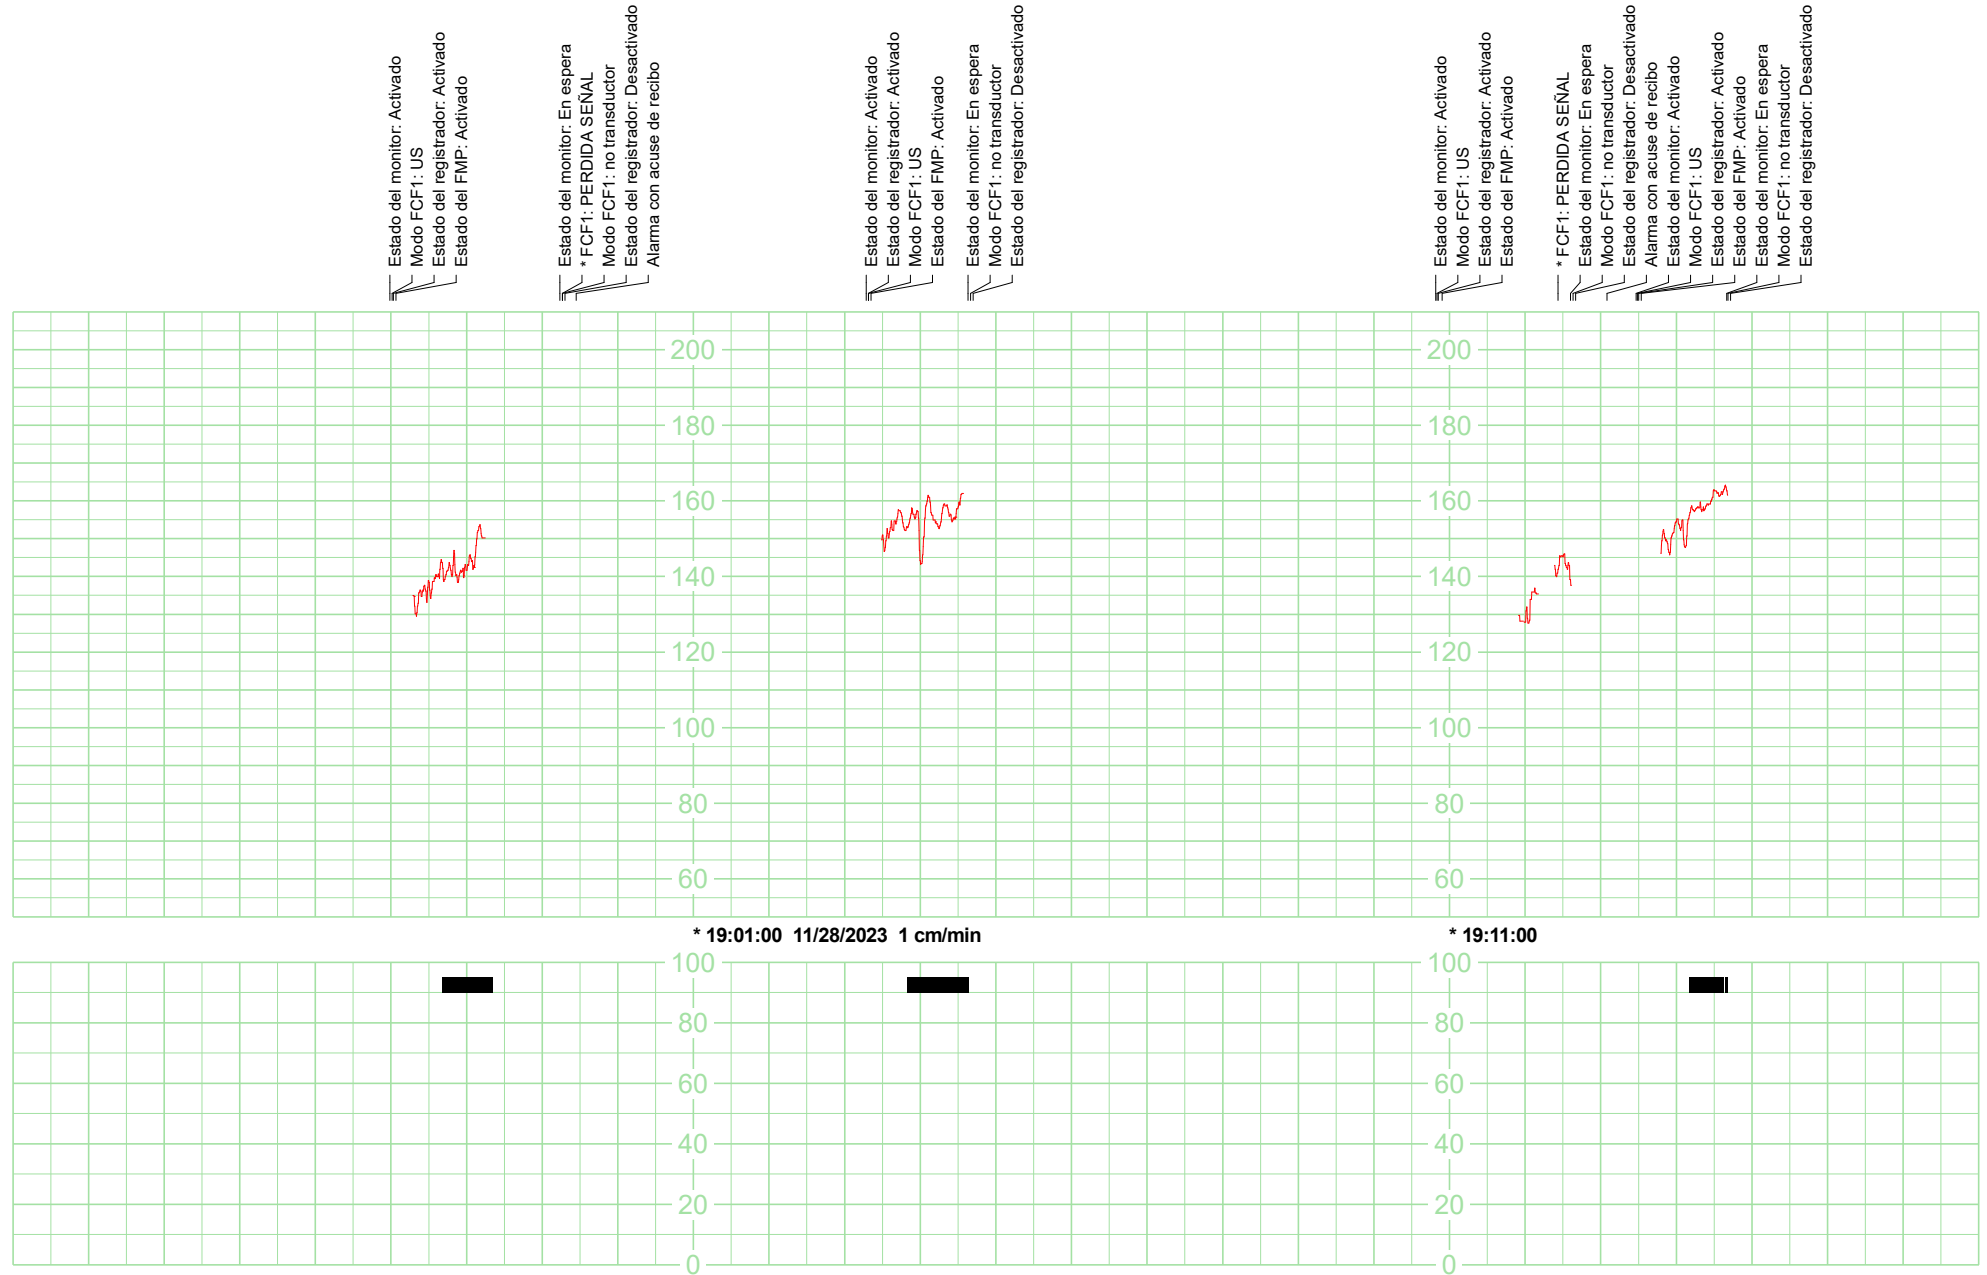 Estado del monitor: Activado
Modo FCF1: US
Estado del registrador: Activado
Estado del FMP: Activado
Estado del monitor: En espera
* FCF1: PERDIDA SEÑAL
Modo FCF1: no transductor
Estado del registrador: Desactivado
Alarma con acuse de recibo
Estado del monitor: Activado
Estado del registrador: Activado
Modo FCF1: US
Estado del FMP: Activado
Estado del monitor: En espera
Modo FCF1: no transductor
Estado del registrador: Desactivado
Estado del monitor: Activado
Modo FCF1: US
Estado del registrador: Activado
Estado del FMP: Activado
* FCF1: PERDIDA SEÑAL
Estado del monitor: En espera
Modo FCF1: no transductor
Estado del registrador: Desactivado
Alarma con acuse de recibo
Estado del monitor: Activado
Modo FCF1: US
Estado del registrador: Activado
Estado del FMP: Activado
Estado del monitor: En espera
Modo FCF1: no transductor
Estado del registrador: Desactivado
200 200
180 180
160 160
140 140
120 120
100 100
80 80
60 60
* 19:01:00 11/28/2023 1 cm/min * 19:11:00
100 100
80 80
60 60
40 40
20 20
0 0